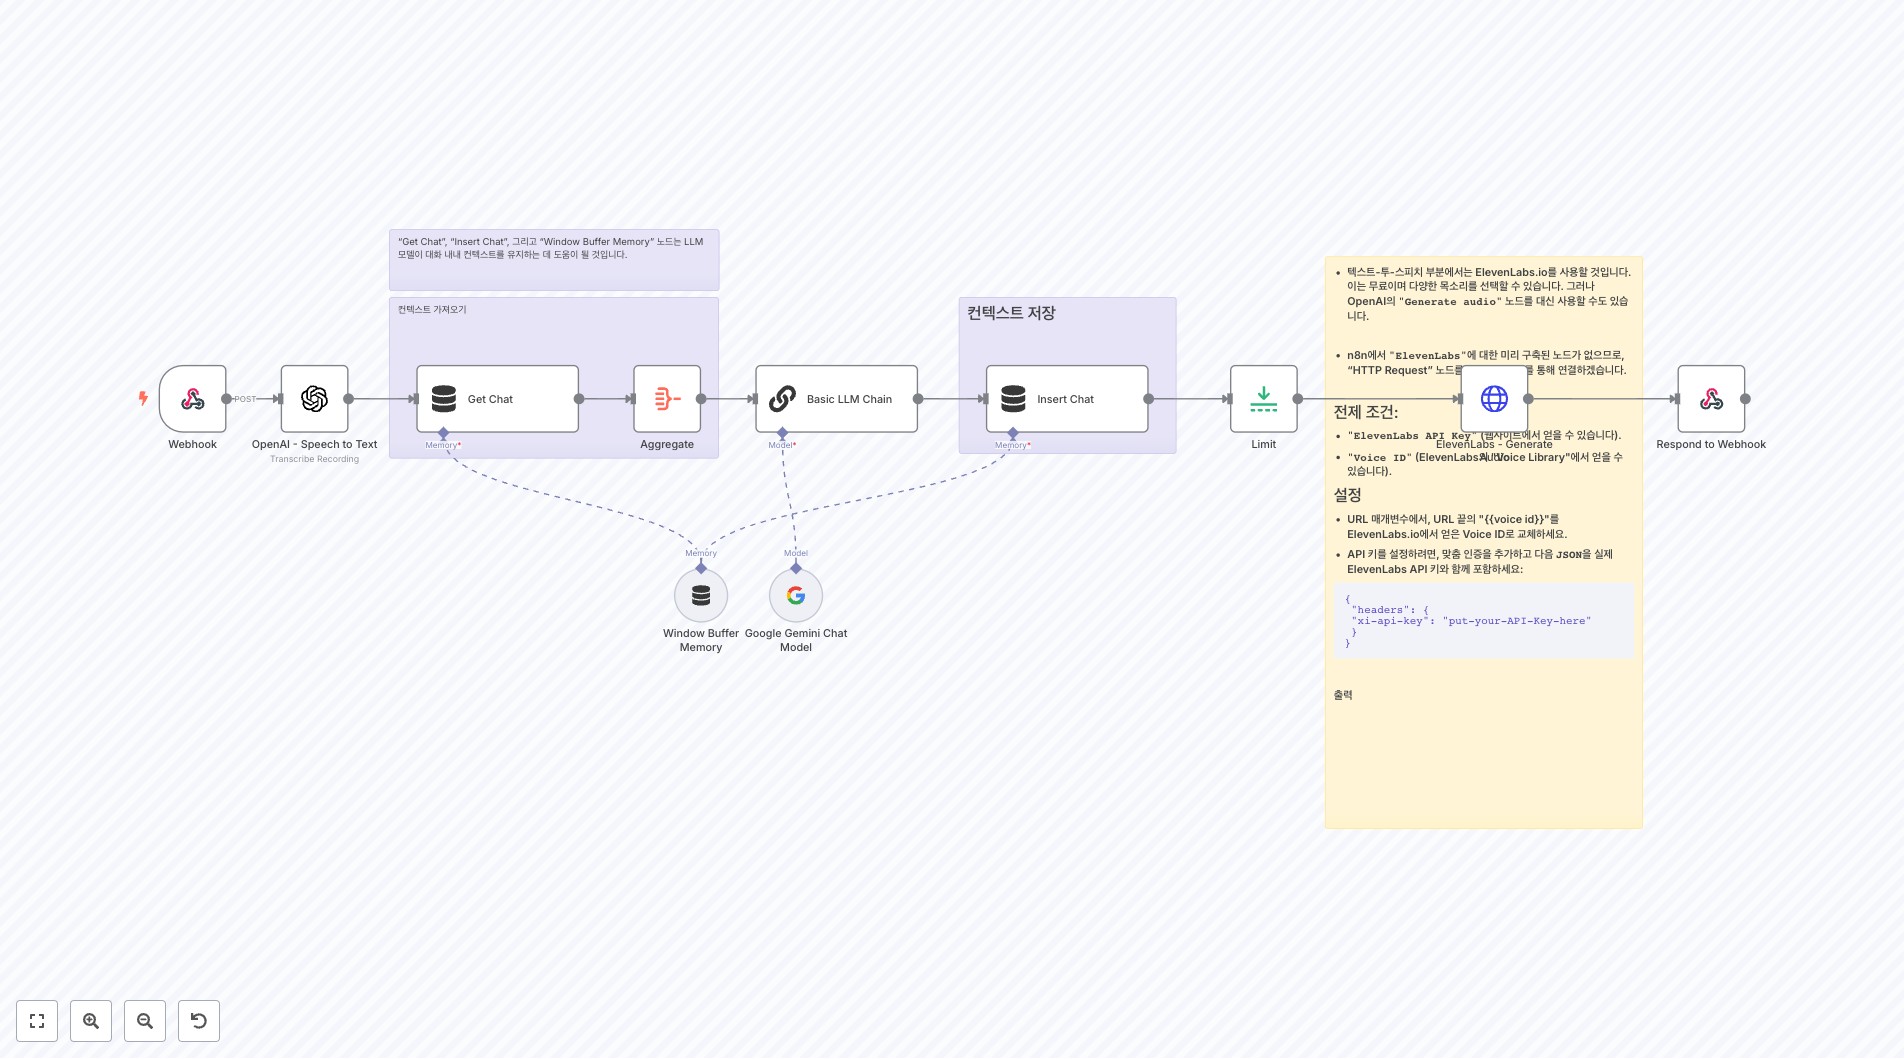 “Get Chat”, “Insert Chat”, 그리고 “Window Buffer Memory” 노드는 LLM
모델이 대화 내내 컨텍스트를 유지하는 데 도움이 될 것입니다.
컨텍스트 가져오기
컨텍스트 저장
Webhook
POST
OpenAI - Speech to Text
Transcribe Recording
Get Chat
Memory*
Aggregate
Basic LLM Chain
Model*
Insert Chat
Memory*
Limit
ElevenLabs - Generate
Audio
Respond to Webhook
Memory
Window Buffer
Memory
Model
Google Gemini Chat
Model
텍스트-투-스피치 부분에서는 ElevenLabs.io를 사용할 것입니다.
이는 무료이며 다양한 목소리를 선택할 수 있습니다. 그러나
OpenAI의 "Generate audio" 노드를 대신 사용할 수도 있습
니다.
n8n에서 "ElevenLabs"에 대한 미리 구축된 노드가 없으므로,
“HTTP Request” 노드를 통해 연결하겠습니다.
전제 조건:
"ElevenLabs API Key" (웹사이트에서 얻을 수 있습니다).
"Voice ID" (ElevenLabs의 "Voice Library"에서 얻을 수
있습니다).
설정
URL 매개변수에서, URL 끝의 "{{voice id}}"를
ElevenLabs.io에서 얻은 Voice ID로 교체하세요.
API 키를 설정하려면, 맞춤 인증을 추가하고 다음 JSON을 실제
ElevenLabs API 키와 함께 포함하세요:
{
"headers": {
"xi-api-key": "put-your-API-Key-here"
}
}
출력